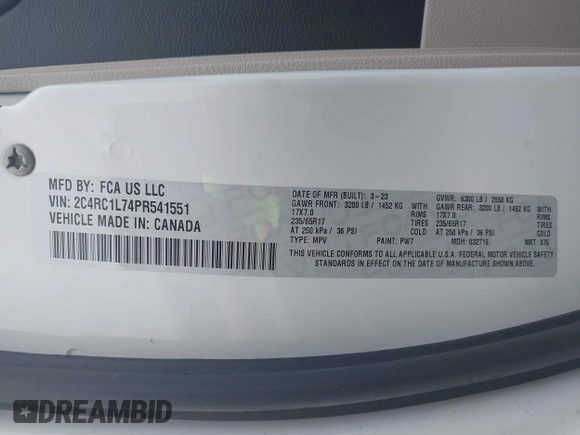 MFD BY: FCA US LLC
VIN: 2C4RC1L74PR541551
VEHICLE MADE IN: CANADA
DATE OF MFR (BUILT): 3-23 GVWR: 6300 LB / 2858 KG
GAWR FRONT: 3200 LB / 1452 KG WITH GAWR REAR: 3200 LB / 1452 KG WITH
17X7.0 RIMS 17X7.0 RIMS
235/65R17 TIRES 235/65R17 TIRES
AT 250 kPa / 36 PSI COLD AT 250 kPa / 36 PSI COLD
TYPE: MPV PAINT: PW7 MDH: 032716 MKT: 875
THIS VEHICLE CONFORMS TO ALL APPLICABLE U.S.A. FEDERAL MOTOR VEHICLE SAFETY
STANDARDS IN EFFECT ON THE DATE OF MANUFACTURE SHOWN ABOVE.
DREAMBID